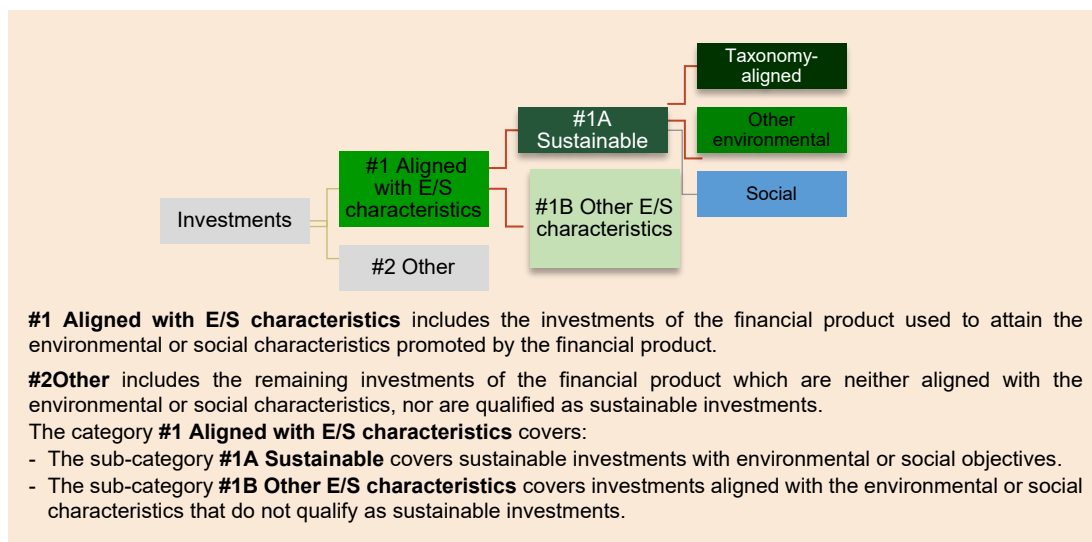 Taxonomy-
aligned
#1A
Sustainable
Other
environmental
#1 Aligned
with E/S
characteristics
Social
#1B Other E/S
characteristics
Investments
#2 Other
#1 Aligned with E/S characteristics includes the investments of the financial product used to attain the
environmental or social characteristics promoted by the financial product.
#2Other includes the remaining investments of the financial product which are neither aligned with the
environmental or social characteristics, nor are qualified as sustainable investments.
The category #1 Aligned with E/S characteristics covers:
- The sub-category #1A Sustainable covers sustainable investments with environmental or social objectives.
- The sub-category #1B Other E/S characteristics covers investments aligned with the environmental or social
characteristics that do not qualify as sustainable investments.